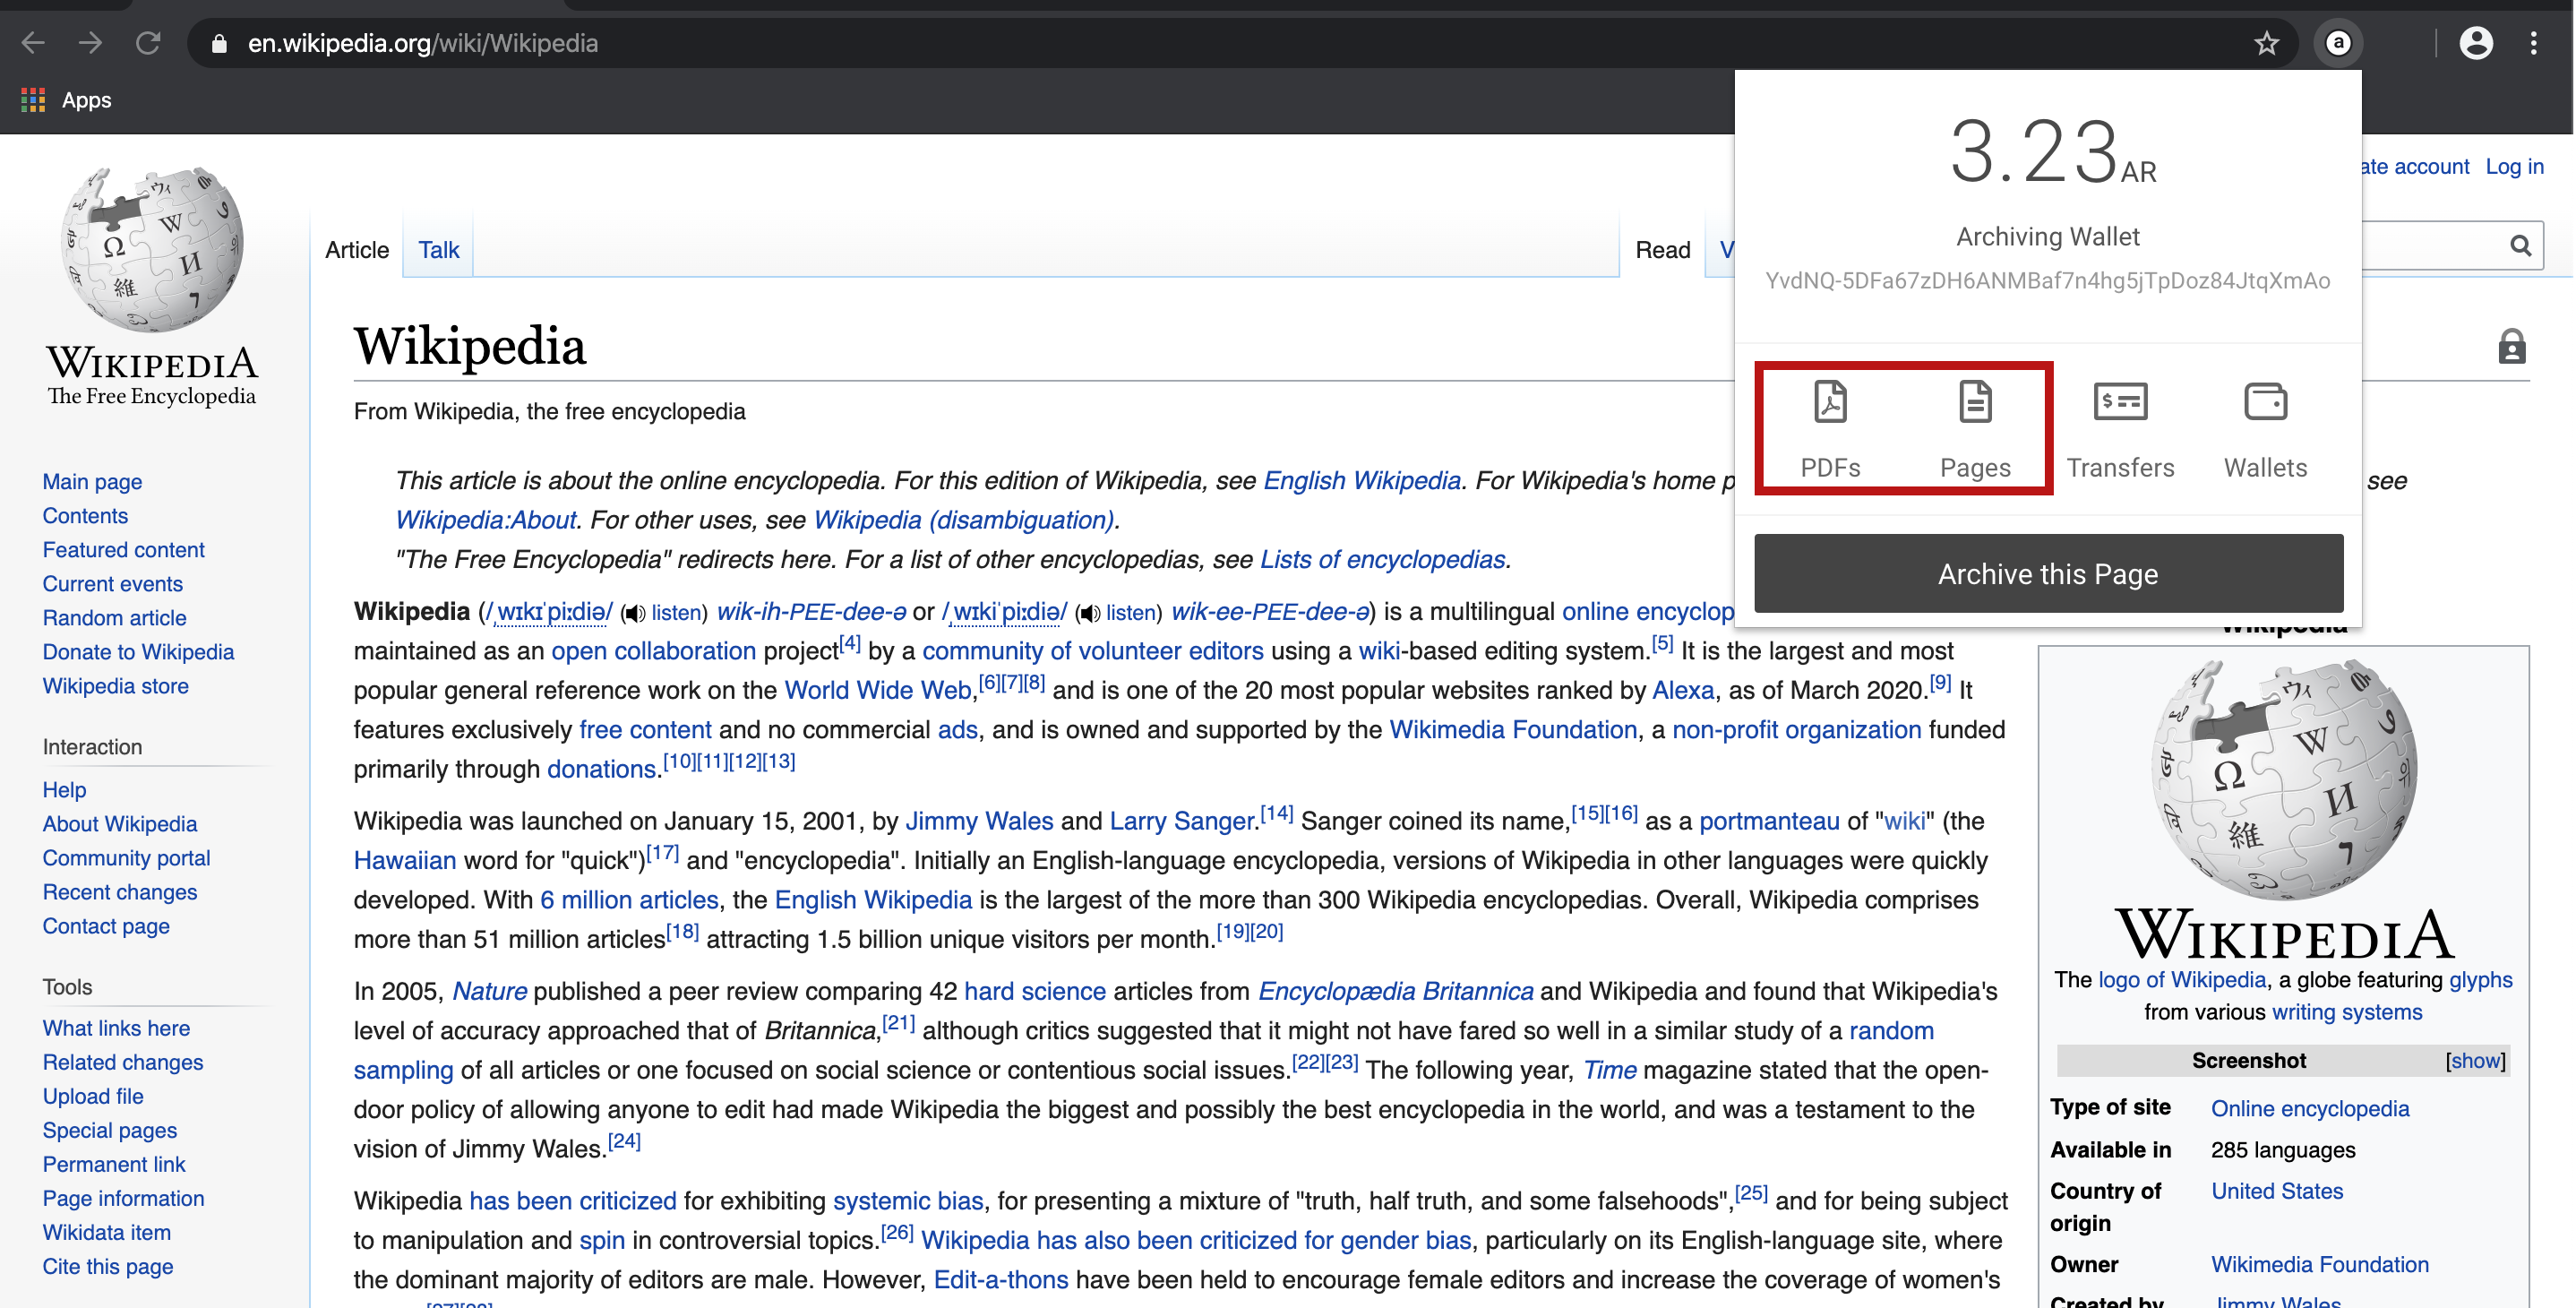 en.wikipedia.org/wiki/Wikipedia
a
Apps
3.23AR
Archiving Wallet
YvdNQ-5DFa67zDH6ANMBaf7n4hg5jTpDoz84JtqXmAo
PDFs Pages Transfers Wallets
Archive this Page
ate account Log in
WIKIPEDIA
The Free Encyclopedia
Main page
Contents
Featured content
Current events
Random article
Donate to Wikipedia
Wikipedia store
Interaction
Help
About Wikipedia
Community portal
Recent changes
Contact page
Tools
What links here
Related changes
Upload file
Special pages
Permanent link
Page information
Wikidata item
Cite this page
Article Talk Read V
Wikipedia
From Wikipedia, the free encyclopedia
This article is about the online encyclopedia. For this edition of Wikipedia, see English Wikipedia. For Wikipedia's home p see
Wikipedia:About. For other uses, see Wikipedia (disambiguation).
"The Free Encyclopedia" redirects here. For a list of other encyclopedias, see Lists of encyclopedias.
Wikipedia (/ˌwɪkɪˈpiːdiə/ (listen) wik-ih-PEE-dee-ə or /ˌwɪkiˈpiːdiə/ (listen) wik-ee-PEE-dee-ə) is a multilingual online encyclop
maintained as an open collaboration project[4] by a community of volunteer editors using a wiki-based editing system.[5] It is the largest and most
popular general reference work on the World Wide Web,[6][7][8] and is one of the 20 most popular websites ranked by Alexa, as of March 2020.[9] It
features exclusively free content and no commercial ads, and is owned and supported by the Wikimedia Foundation, a non-profit organization funded
primarily through donations.[10][11][12][13]
Wikipedia was launched on January 15, 2001, by Jimmy Wales and Larry Sanger.[14] Sanger coined its name,[15][16] as a portmanteau of "wiki" (the
Hawaiian word for "quick")[17] and "encyclopedia". Initially an English-language encyclopedia, versions of Wikipedia in other languages were quickly
developed. With 6 million articles, the English Wikipedia is the largest of the more than 300 Wikipedia encyclopedias. Overall, Wikipedia comprises
more than 51 million articles[18] attracting 1.5 billion unique visitors per month.[19][20]
In 2005, Nature published a peer review comparing 42 hard science articles from Encyclopædia Britannica and Wikipedia and found that Wikipedia's
level of accuracy approached that of Britannica,[21] although critics suggested that it might not have fared so well in a similar study of a random
sampling of all articles or one focused on social science or contentious social issues.[22][23] The following year, Time magazine stated that the open-
door policy of allowing anyone to edit had made Wikipedia the biggest and possibly the best encyclopedia in the world, and was a testament to the
vision of Jimmy Wales.[24]
Wikipedia has been criticized for exhibiting systemic bias, for presenting a mixture of "truth, half truth, and some falsehoods",[25] and for being subject
to manipulation and spin in controversial topics.[26] Wikipedia has also been criticized for gender bias, particularly on its English-language site, where
the dominant majority of editors are male. However, Edit-a-thons have been held to encourage female editors and increase the coverage of women's
Wikipedia
WIKIPEDIA
The logo of Wikipedia, a globe featuring glyphs
from various writing systems
Screenshot [show]
Type of site Online encyclopedia
Available in 285 languages
Country of United States
origin
Owner Wikimedia Foundation
Created by Jimmy Wales